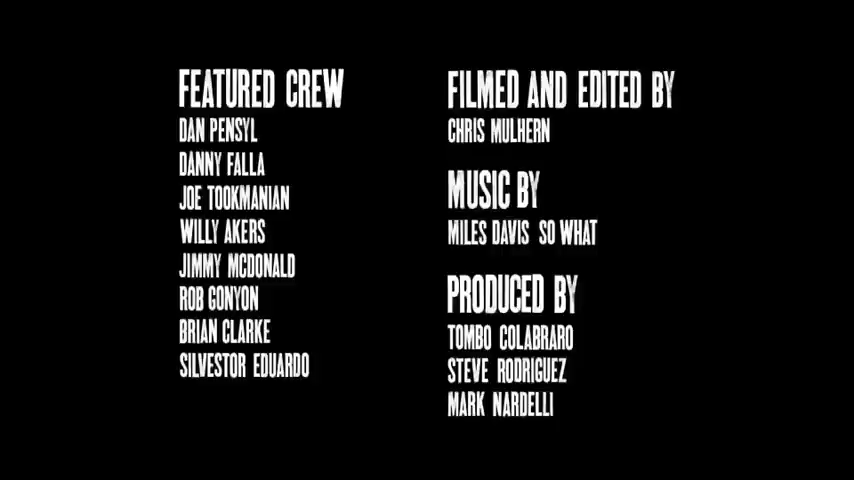 FEATURED CREW
DAN PENSYL
DANNY FALLA
JOE TOOKMANIAN
WILLY AKERS
JIMMY MCDONALD
ROB GONYON
BRIAN CLARKE
SILVESTOR EDUARDO
FILMED AND EDITED BY
CHRIS MULHERN
MUSIC BY
MILES DAVIS SO WHAT
PRODUCED BY
TOMBO COLABRARO
STEVE RODRIGUEZ
MARK NARDELLI